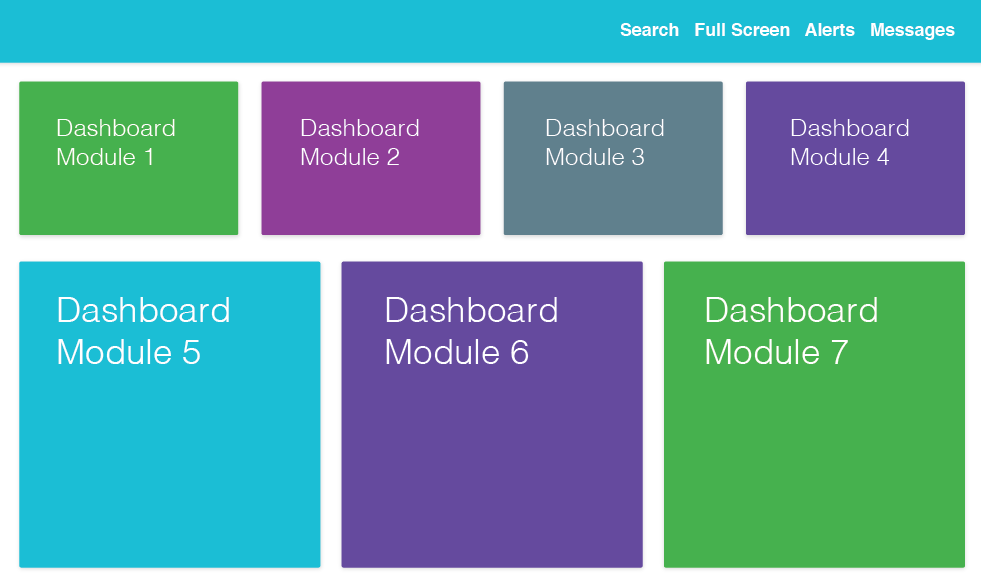 Search Full Screen Alerts Messages
Dashboard
Module 1
Dashboard
Module 2
Dashboard
Module 3
Dashboard
Module 4
Dashboard
Module 5
Dashboard
Module 6
Dashboard
Module 7